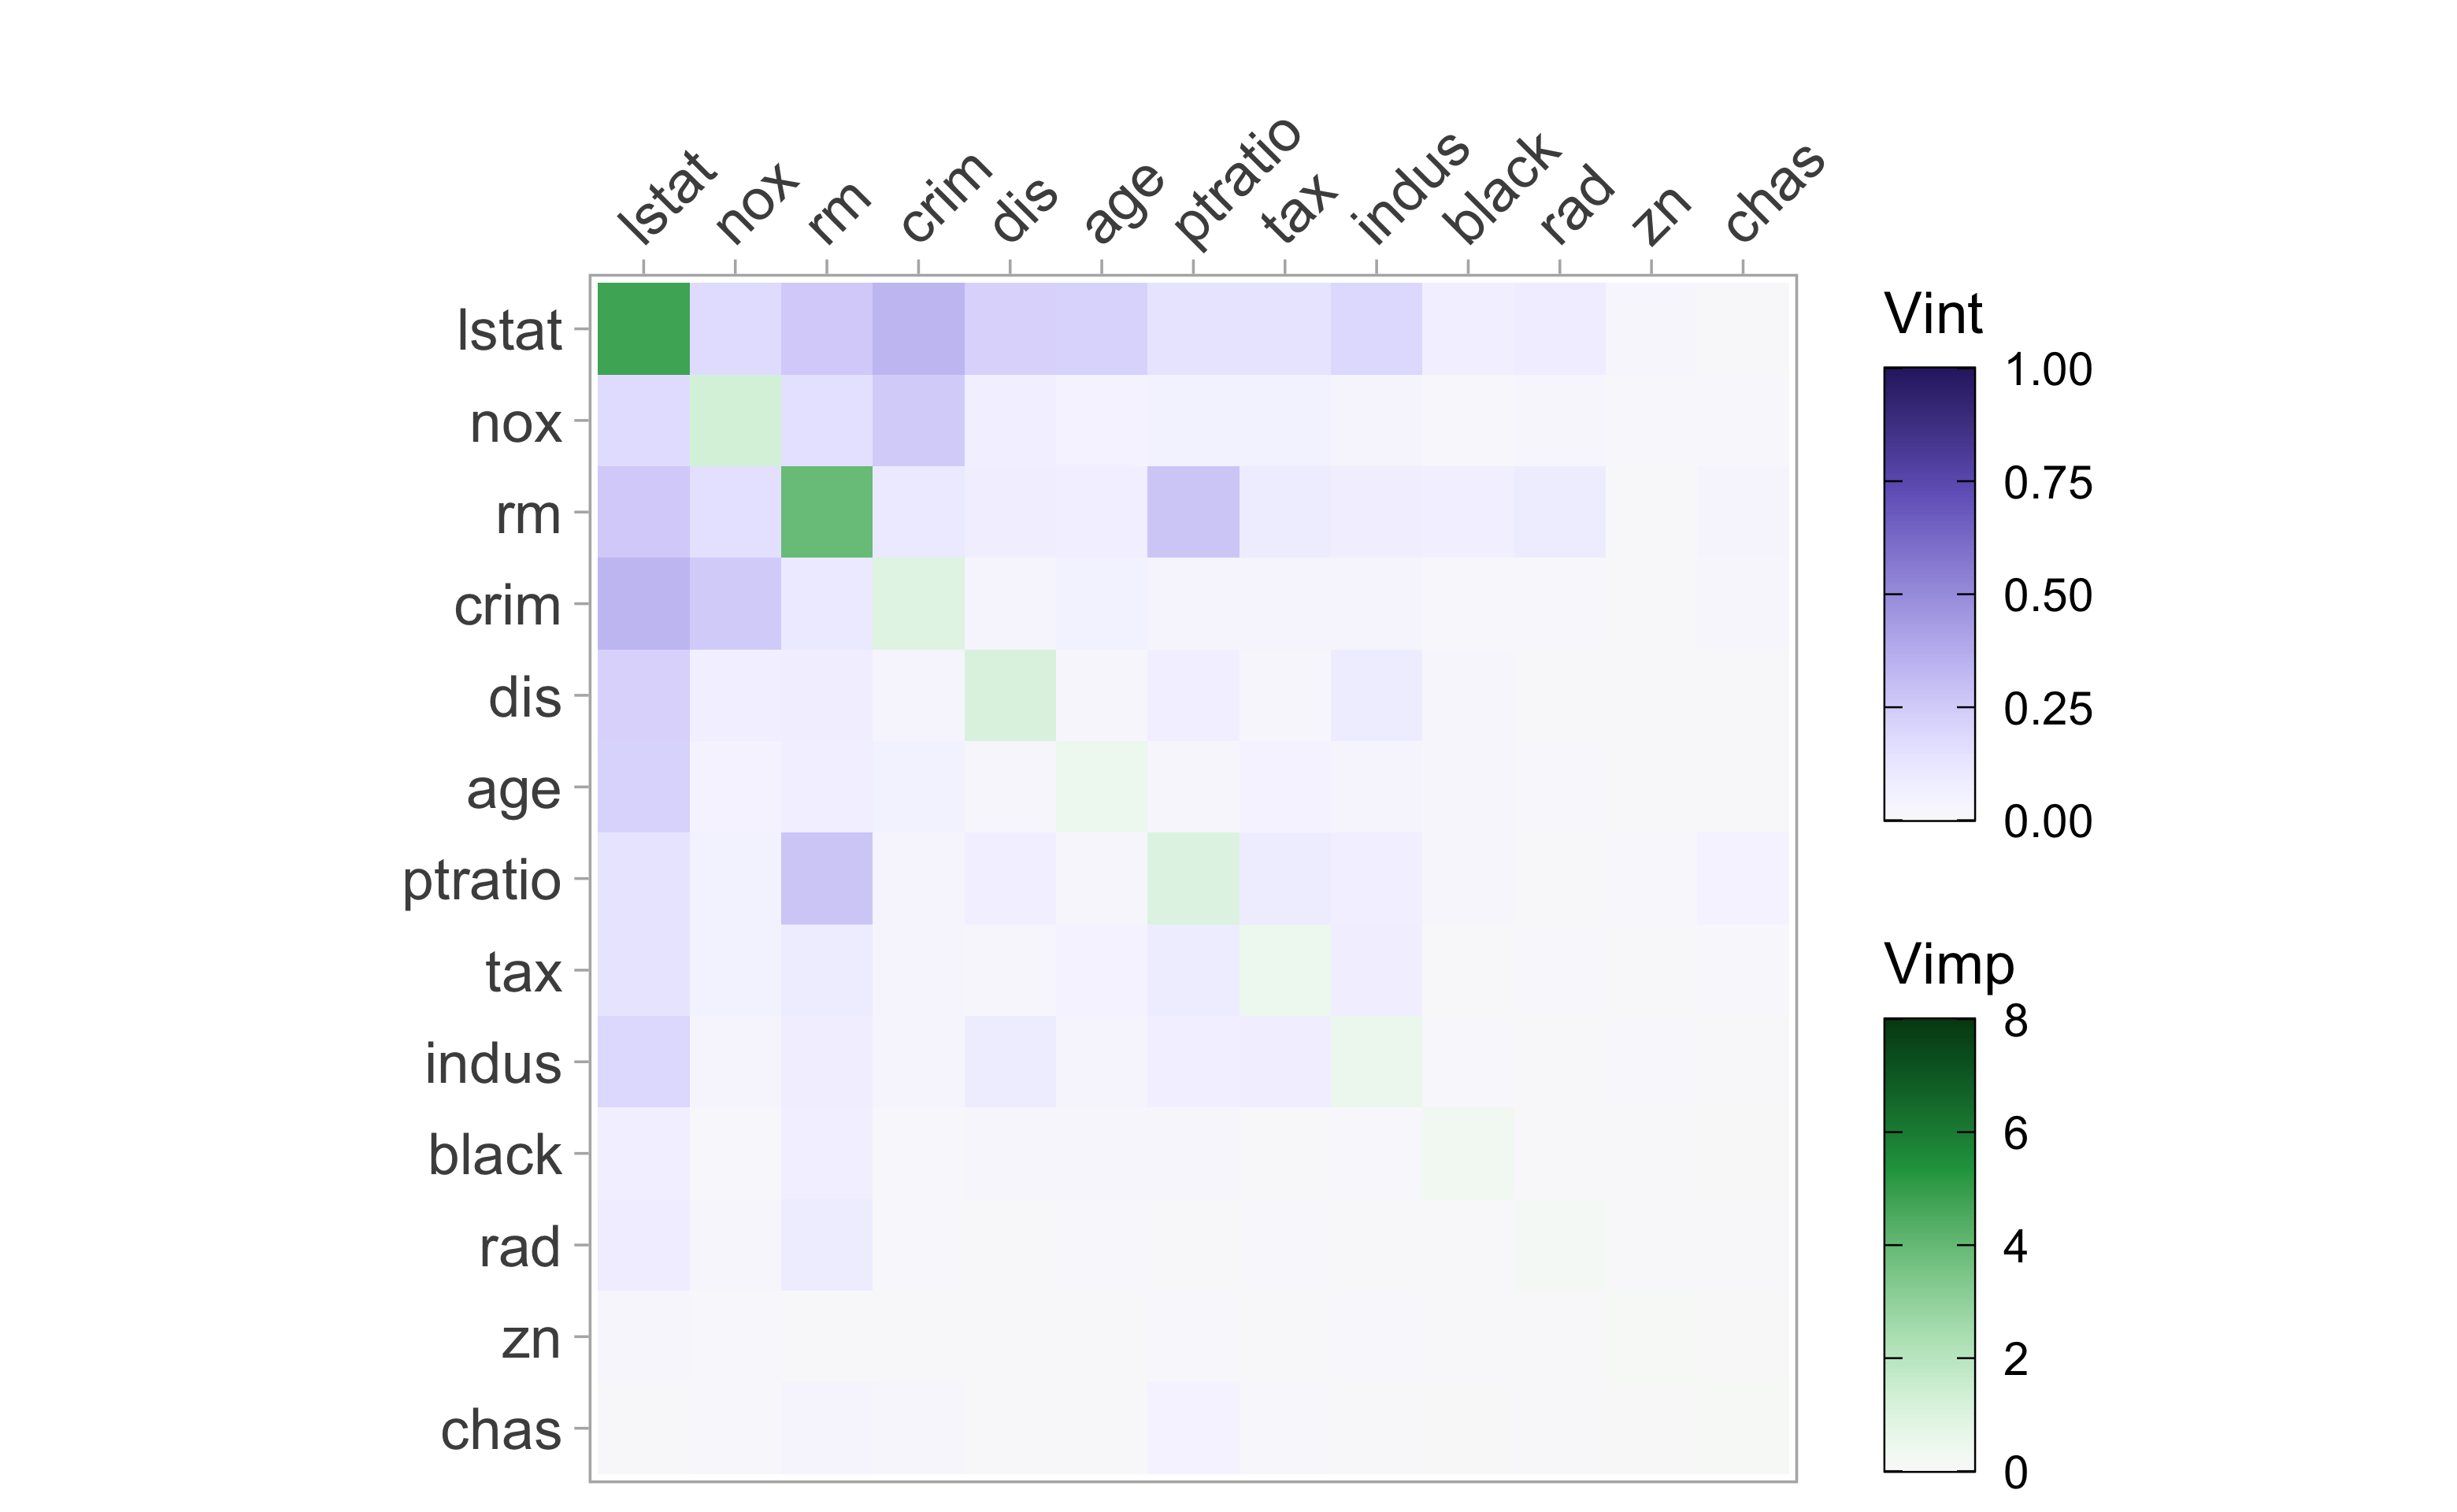 lstat nox rm crim dis age ptratio tax indus black rad zn chas
lstat
nox
rm
crim
dis
age
ptratio
tax
indus
black
rad
zn
chas
Vint
1.00
0.75
0.50
0.25
0.00
Vimp
8
6
4
2
0